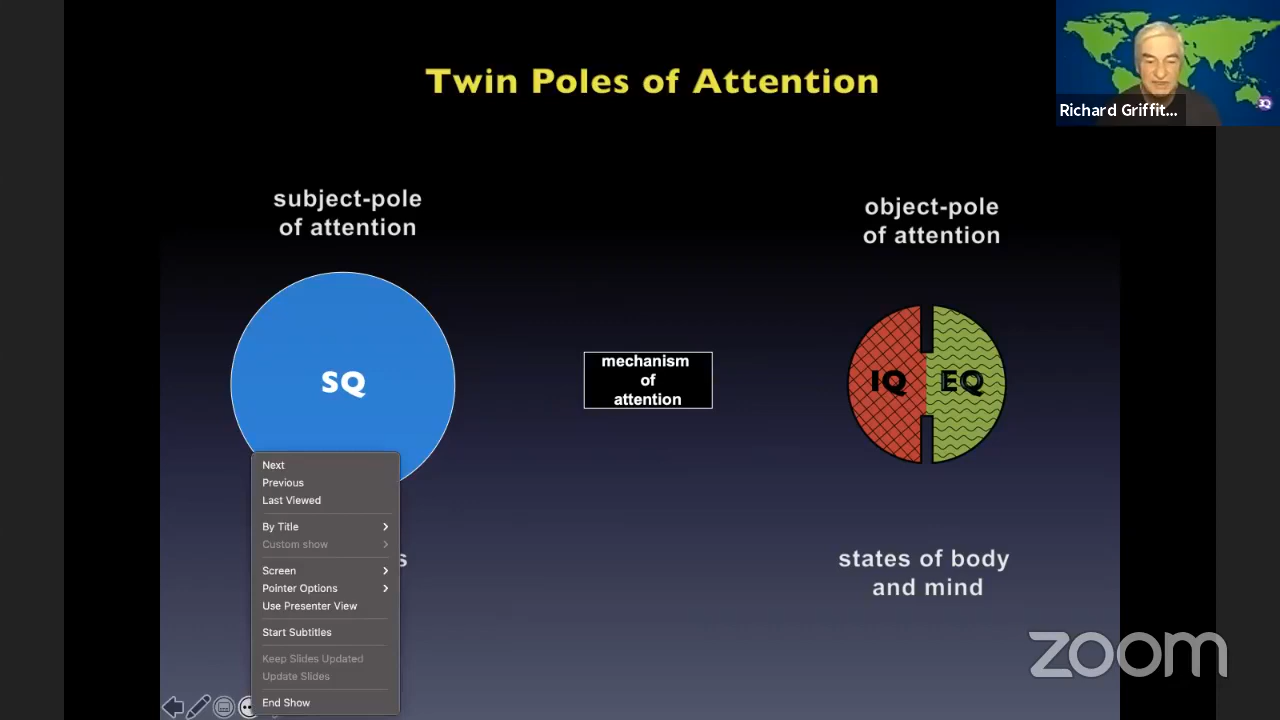 Twin Poles of Attention
Richard Griffit...
3Q
subject-pole
of attention
object-pole
of attention
SQ
mechanism
of
attention
IQ
EQ
s
states of body
and mind
Next
Previous
Last Viewed
By Title
Custom show
Screen
Pointer Options
Use Presenter View
Start Subtitles
Keep Slides Updated
Update Slides
End Show
zoom